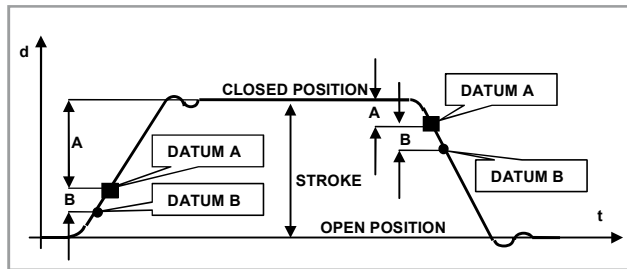 d
CLOSED POSITION
DATUM A
A
A
B
DATUM A
B
DATUM B
STROKE
DATUM B
OPEN POSITION
t